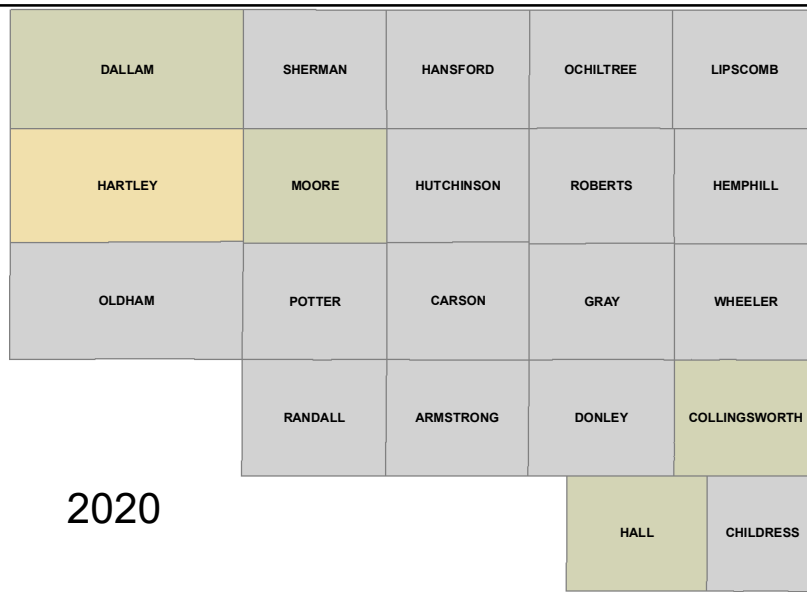 DALLAM
SHERMAN
HANSFORD
OCHILTREE
LIPSCOMB
HARTLEY
MOORE
HUTCHINSON
ROBERTS
HEMPHILL
OLDHAM
POTTER
CARSON
GRAY
WHEELER
RANDALL
ARMSTRONG
DONLEY
COLLINGSWORTH
2020
HALL
CHILDRESS